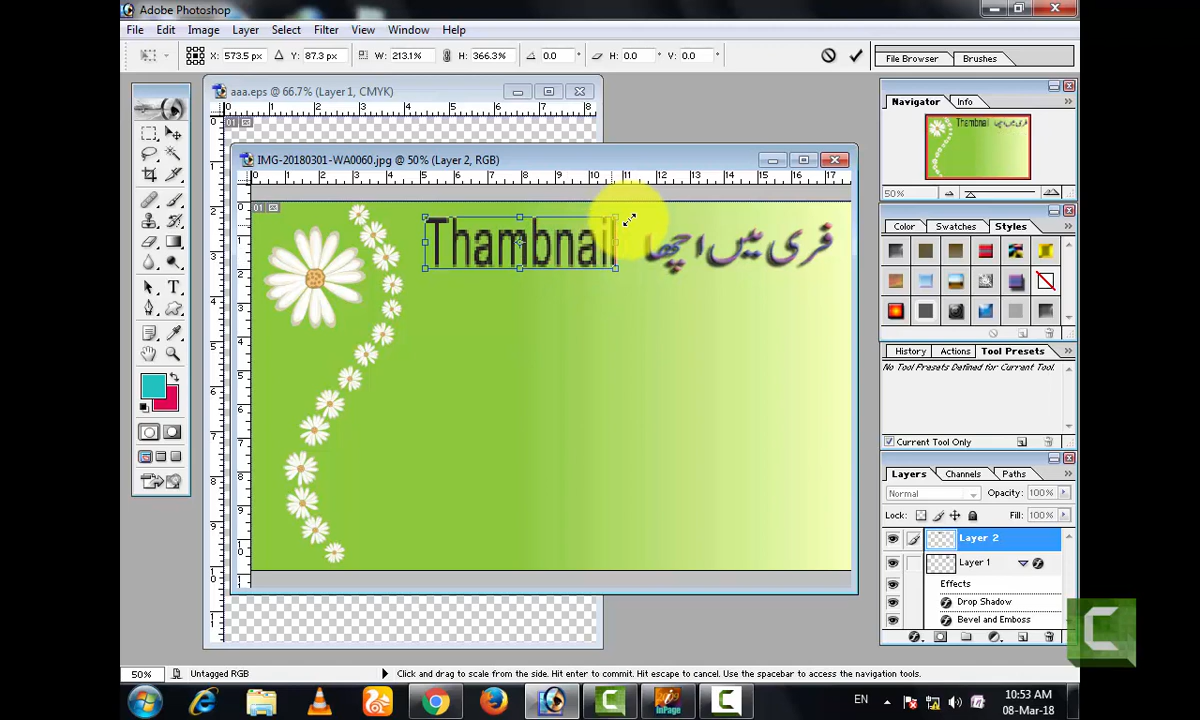 Adobe Photoshop
File Edit Image Layer Select Filter View Window Help
X: 573.5 px Y: 87.3 px W: 213.1% H: 366.3% 0.0 ° H: 0.0 ° V: 0.0 °
File Browser Brushes
aaa.eps @ 66.7% (Layer 1, CMYK)
Navigator Info
IMG-20180301-WA0060.jpg @ 50% (Layer 2, RGB)
50%
Thambnail فری میں اچھا
Color Swatches Styles
History Actions Tool Presets
No Tool Presets Defined for Current Tool.
Current Tool Only
Layers Channels Paths
Normal Opacity: 100%
Lock: Fill: 100%
Layer 2
Layer 1
Effects
Drop Shadow
Bevel and Emboss
50% Untagged RGB Click and drag to scale from the side. Hit enter to commit. Hit escape to cancel. Use the spacebar to access the navigation tools.
InPage
EN
10:53 AM
08-Mar-18